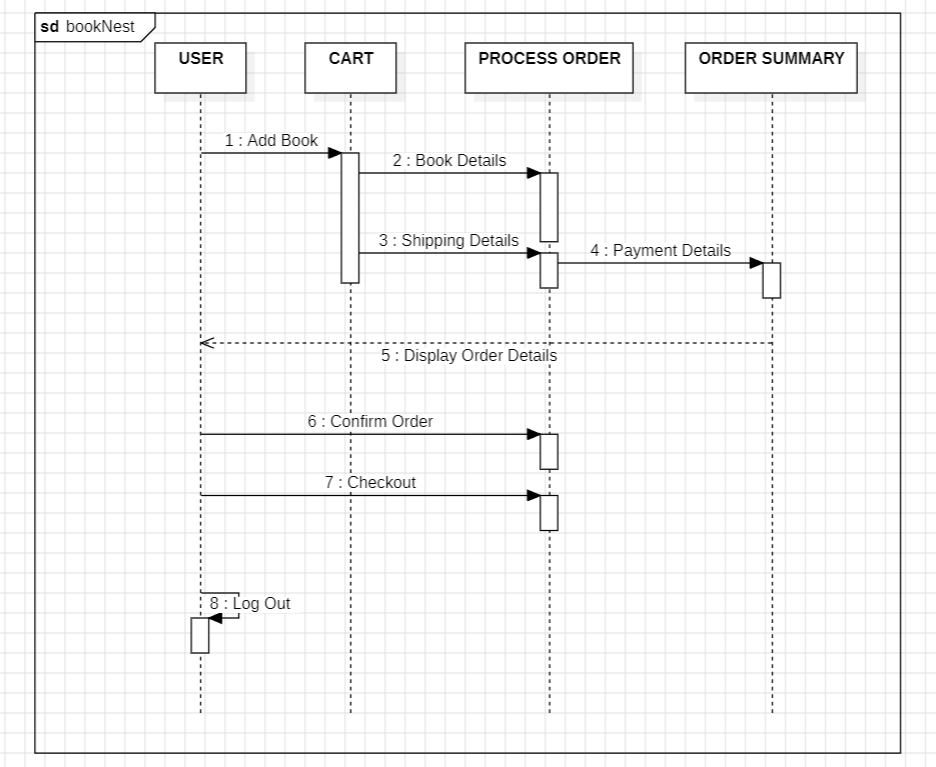 sd bookNest
USER
CART
PROCESS ORDER
ORDER SUMMARY
1 : Add Book
2 : Book Details
3 : Shipping Details
4 : Payment Details
5 : Display Order Details
6 : Confirm Order
7 : Checkout
8 : Log Out